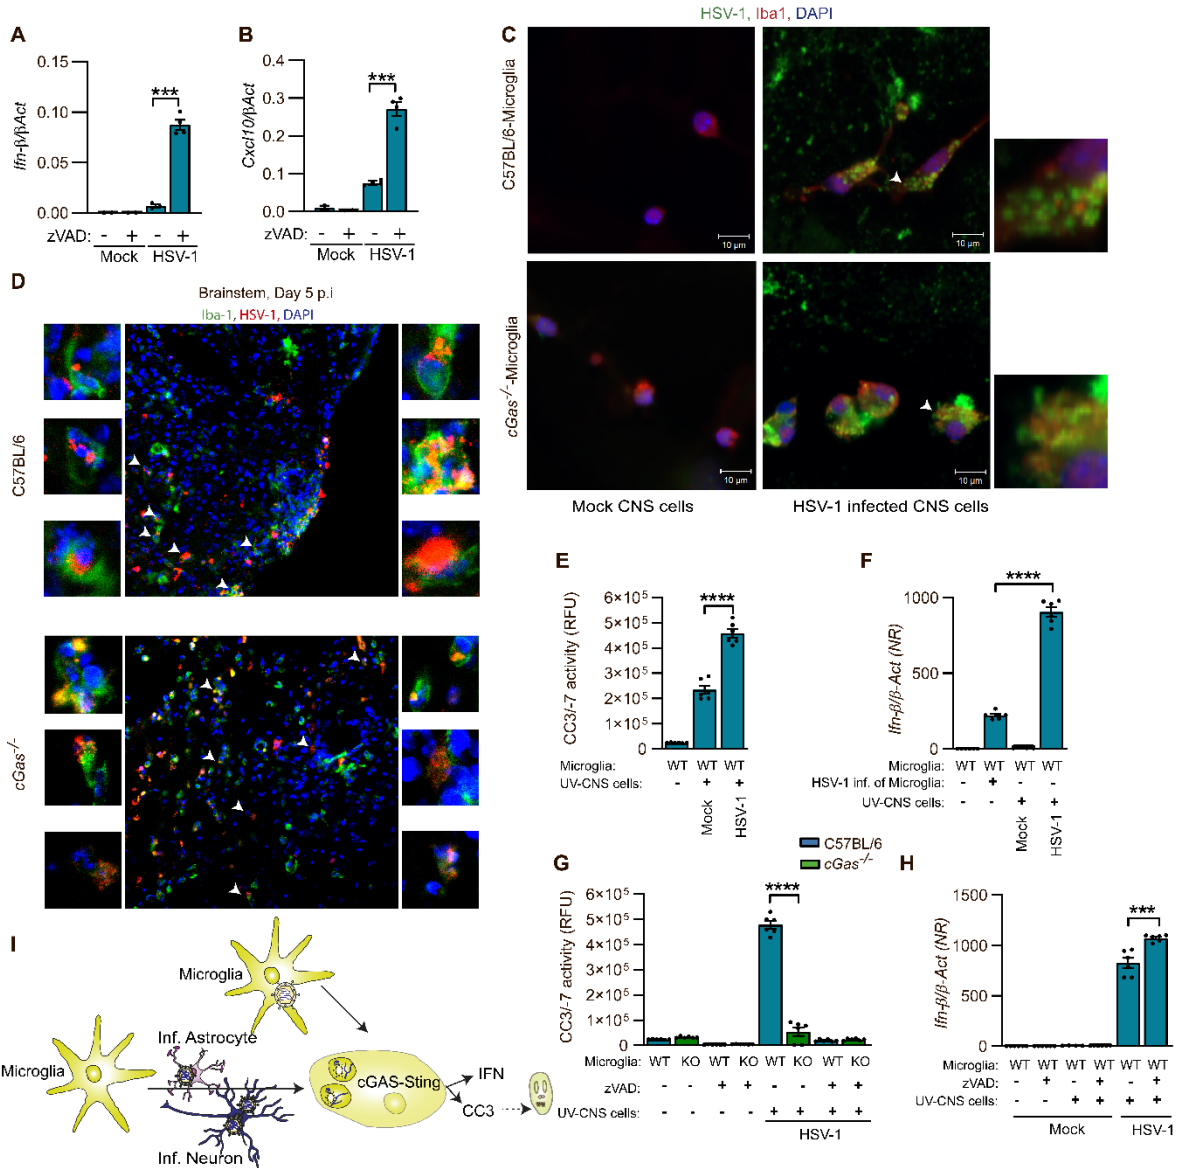 A
Ifn-β/βAct
0.15
0.10
0.05
0.00
***
zVAD: - + - +
Mock HSV-1
B
Cxcl10/βAct
0.4
0.3
0.2
0.1
0.0
***
zVAD: - + - +
Mock HSV-1
HSV-1, Iba1, DAPI
C
C57BL/6-Microglia
10 µm
10 µm
cGas-/--Microglia
10 µm
10 µm
Mock CNS cells
HSV-1 infected CNS cells
D
Brainstem, Day 5 p.i
Iba-1, HSV-1, DAPI
C57BL/6
cGas-/-
E
CC3/-7 activity (RFU)
6×10⁵
5×10⁵
4×10⁵
3×10⁵
2×10⁵
1×10⁵
0
****
Microglia: WT WT WT
UV-CNS cells: - + +
Mock HSV-1
F
Ifn-β/β-Act (NR)
1000
500
0
****
Microglia: WT WT WT WT
HSV-1 inf. of Microglia: - + - -
UV-CNS cells: - - + +
Mock HSV-1
C57BL/6
cGas-/-
G
CC3/-7 activity (RFU)
6×10⁵
5×10⁵
4×10⁵
3×10⁵
2×10⁵
1×10⁵
0
****
Microglia: WT KO WT KO WT KO WT KO
zVAD: - - + + - - + +
UV-CNS cells: - - - - + + + +
HSV-1
H
Ifn-β/β-Act (NR)
1500
1000
500
0
***
Microglia: WT WT WT WT WT WT
zVAD: - + - + - +
UV-CNS cells: - - + + + +
Mock HSV-1
I
Microglia
Microglia
Inf. Astrocyte
Inf. Neuron
cGAS-Sting
IFN
CC3